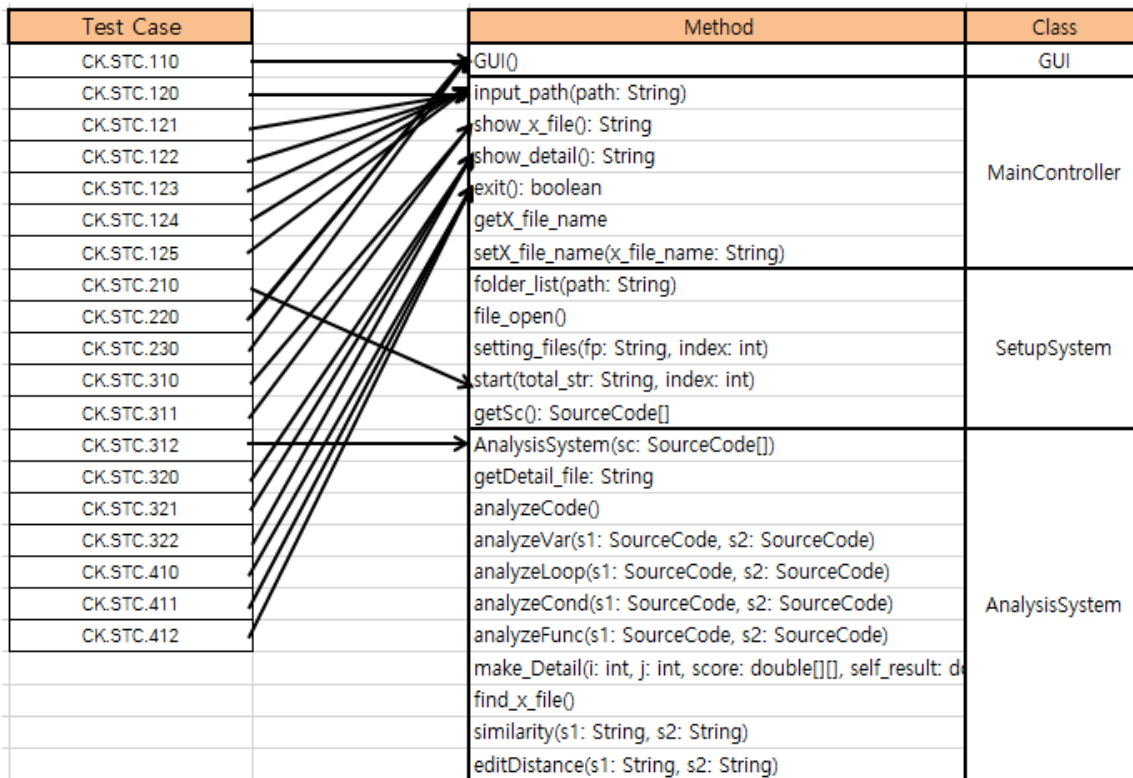 Test Case Method Class
CK.STC.110 GUI() GUI
CK.STC.120 input_path(path: String)
CK.STC.121 show_x_file(): String
CK.STC.122 show_detail(): String
MainController
CK.STC.123 exit(): boolean
CK.STC.124 getX_file_name
CK.STC.125 setX_file_name(x_file_name: String)
CK.STC.210 folder_list(path: String)
CK.STC.220 file_open()
CK.STC.230 setting_files(fp: String, index: int) SetupSystem
CK.STC.310 start(total_str: String, index: int)
CK.STC.311 getSc(): SourceCode[]
CK.STC.312 AnalysisSystem(sc: SourceCode[])
CK.STC.320 getDetail_file: String
CK.STC.321 analyzeCode()
CK.STC.322 analyzeVar(s1: SourceCode, s2: SourceCode)
CK.STC.410 analyzeLoop(s1: SourceCode, s2: SourceCode)
CK.STC.411 analyzeCond(s1: SourceCode, s2: SourceCode) AnalysisSystem
CK.STC.412 analyzeFunc(s1: SourceCode, s2: SourceCode)
make_Detail(i: int, j: int, score: double[][], self_result: d
find_x_file()
similarity(s1: String, s2: String)
editDistance(s1: String, s2: String)